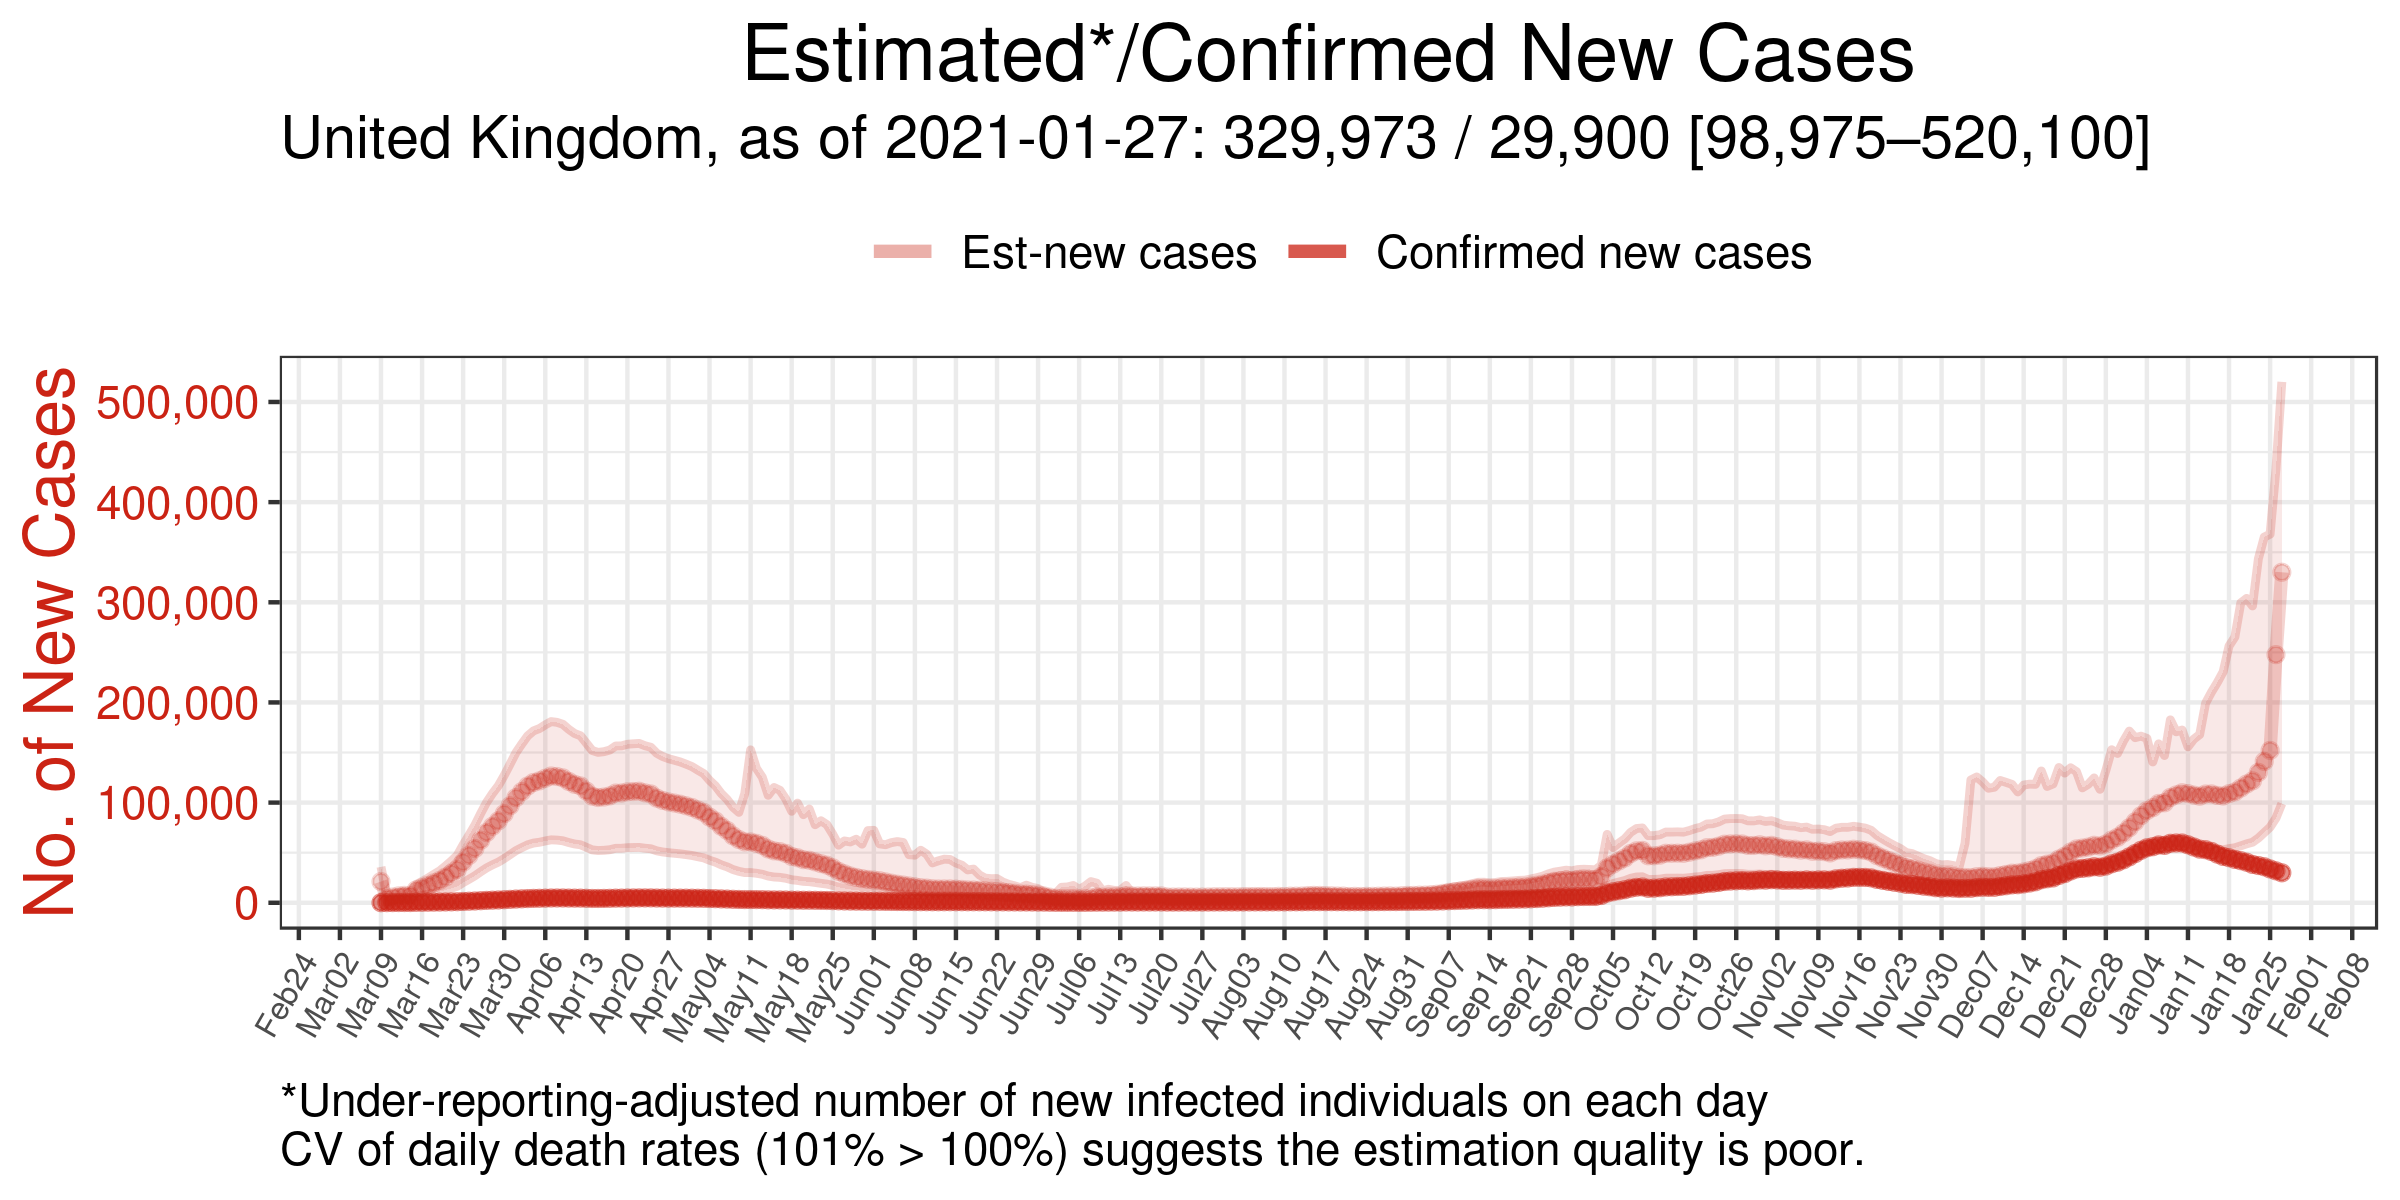 Estimated*/Confirmed New Cases
United Kingdom, as of 2021-01-27: 329,973 / 29,900 [98,975–520,100]
Est-new cases
Confirmed new cases
No. of New Cases
500,000
400,000
300,000
200,000
100,000
0
Feb24
Mar02
Mar09
Mar16
Mar23
Mar30
Apr06
Apr13
Apr20
Apr27
May04
May11
May18
May25
Jun01
Jun08
Jun15
Jun22
Jun29
Jul06
Jul13
Jul20
Jul27
Aug03
Aug10
Aug17
Aug24
Aug31
Sep07
Sep14
Sep21
Sep28
Oct05
Oct12
Oct19
Oct26
Nov02
Nov09
Nov16
Nov23
Nov30
Dec07
Dec14
Dec21
Dec28
Jan04
Jan11
Jan18
Jan25
Feb01
Feb08
*Under-reporting-adjusted number of new infected individuals on each day
CV of daily death rates (101% > 100%) suggests the estimation quality is poor.